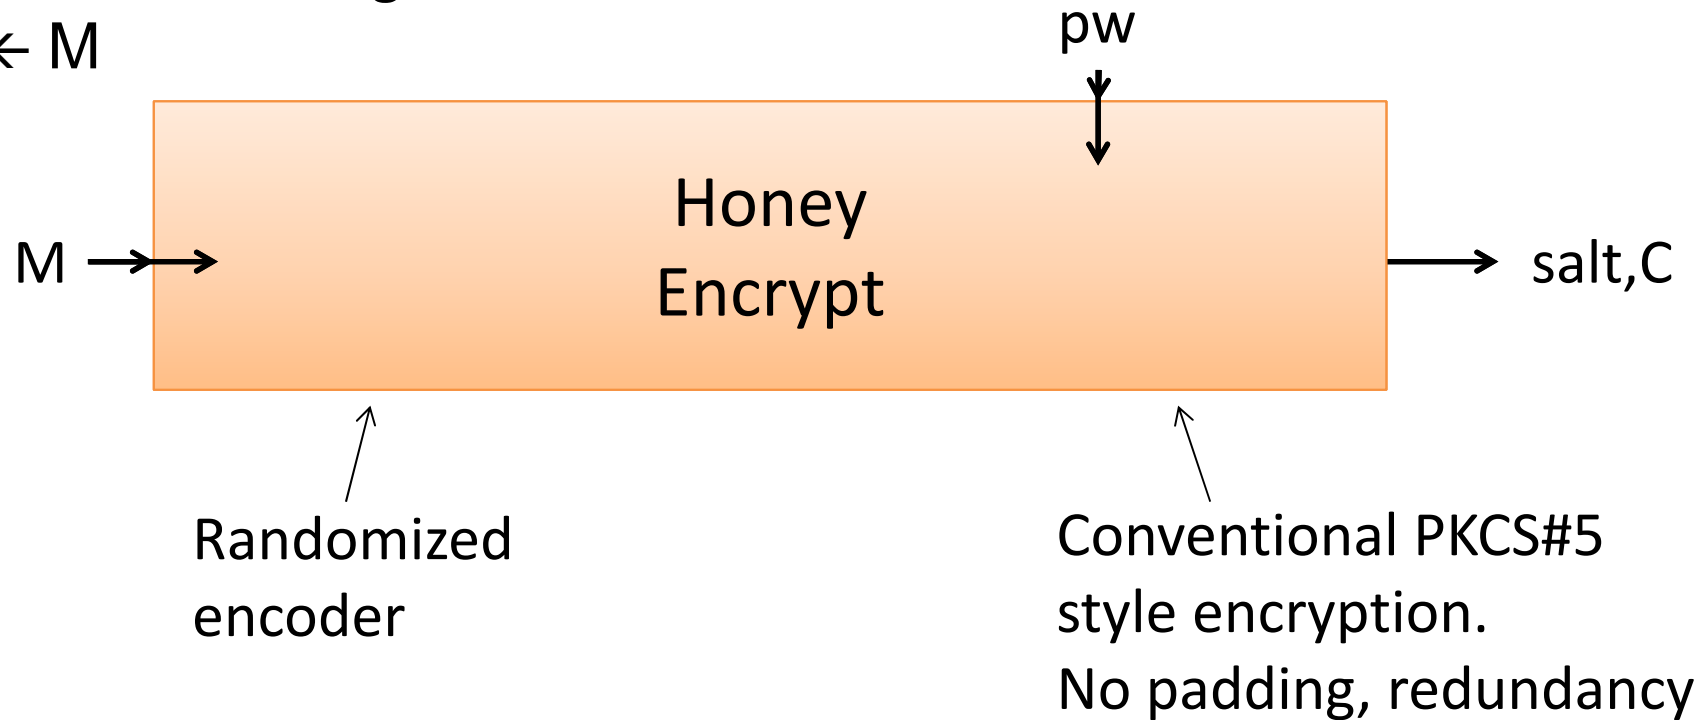 ← M
pw
Honey
Encrypt
M
salt,C
Randomized
encoder
Conventional PKCS#5
style encryption.
No padding, redundancy